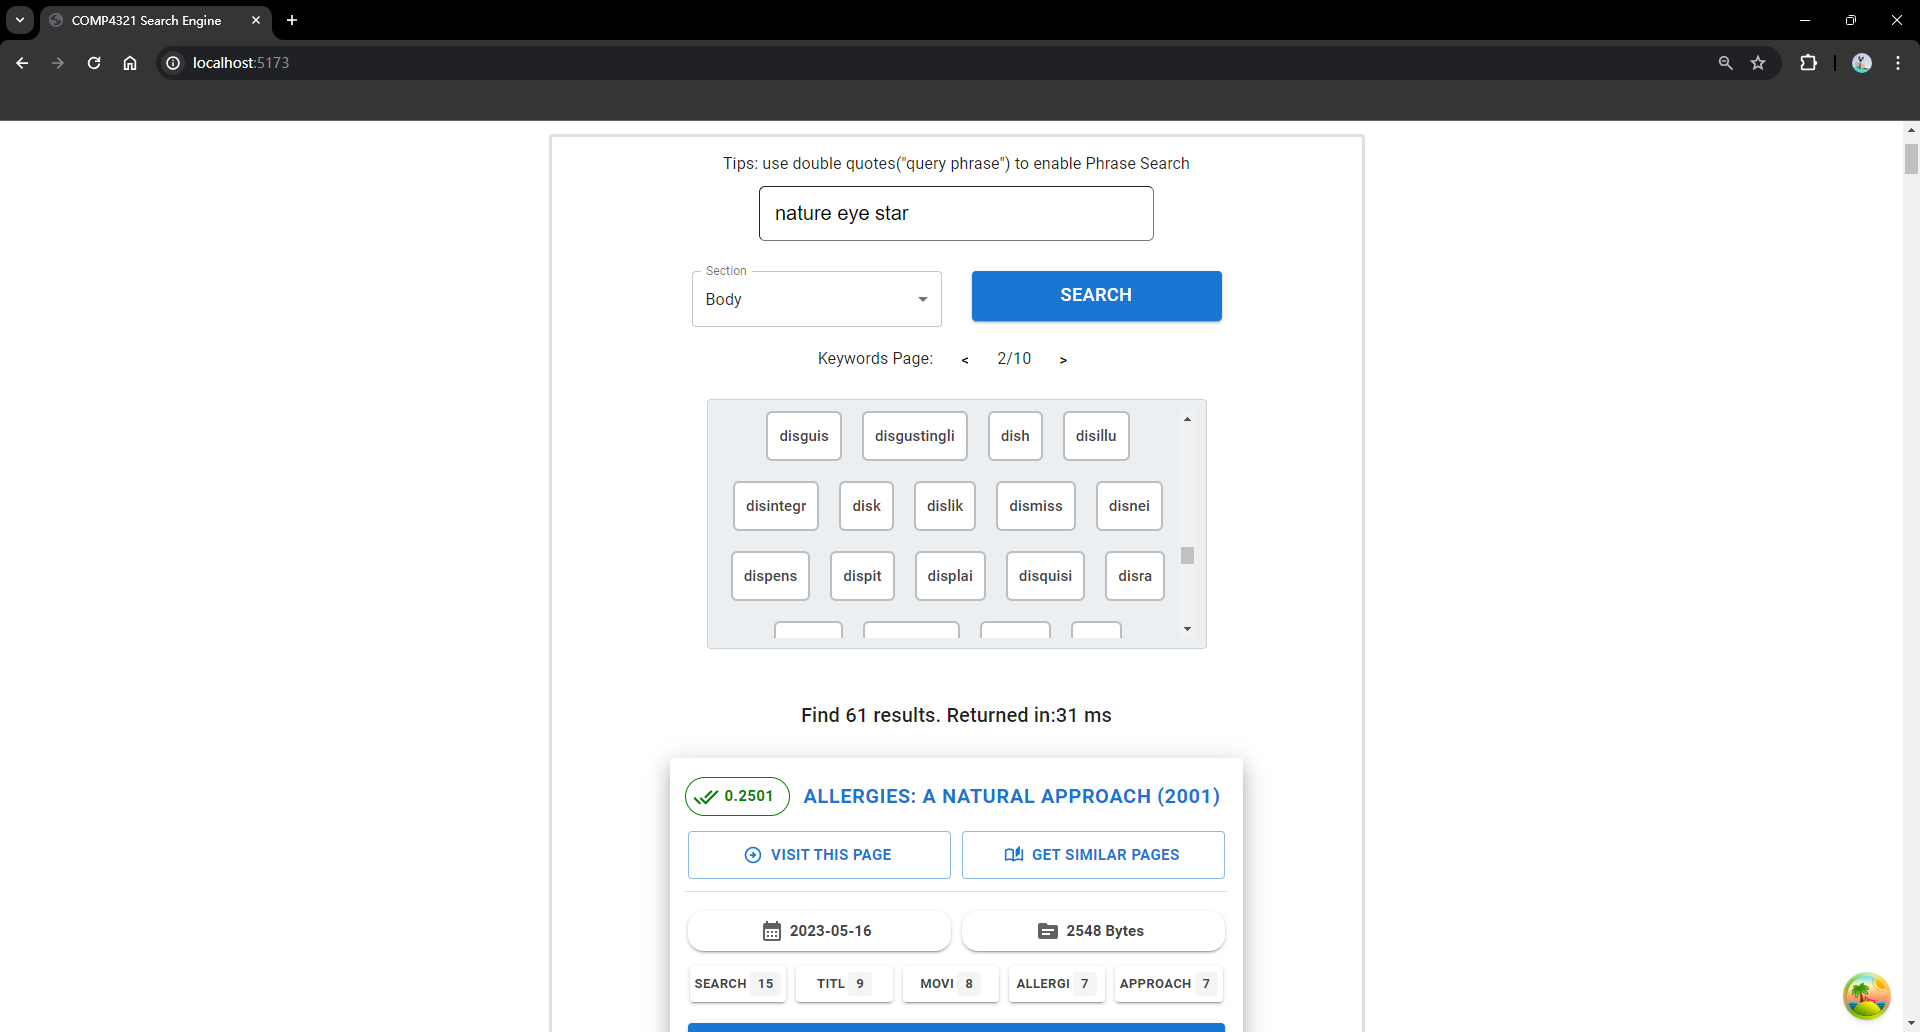 COMP4321 Search Engine
localhost:5173
Tips: use double quotes("query phrase") to enable Phrase Search
nature eye star
Section
Body
SEARCH
Keywords Page: < 2/10 >
disguis disgustingli dish disillu
disintegr disk dislik dismiss disnei
dispens dispit displai disquisi disra
Find 61 results. Returned in:31 ms
0.2501 ALLERGIES: A NATURAL APPROACH (2001)
VISIT THIS PAGE GET SIMILAR PAGES
2023-05-16 2548 Bytes
SEARCH 15 TITL 9 MOVI 8 ALLERGI 7 APPROACH 7